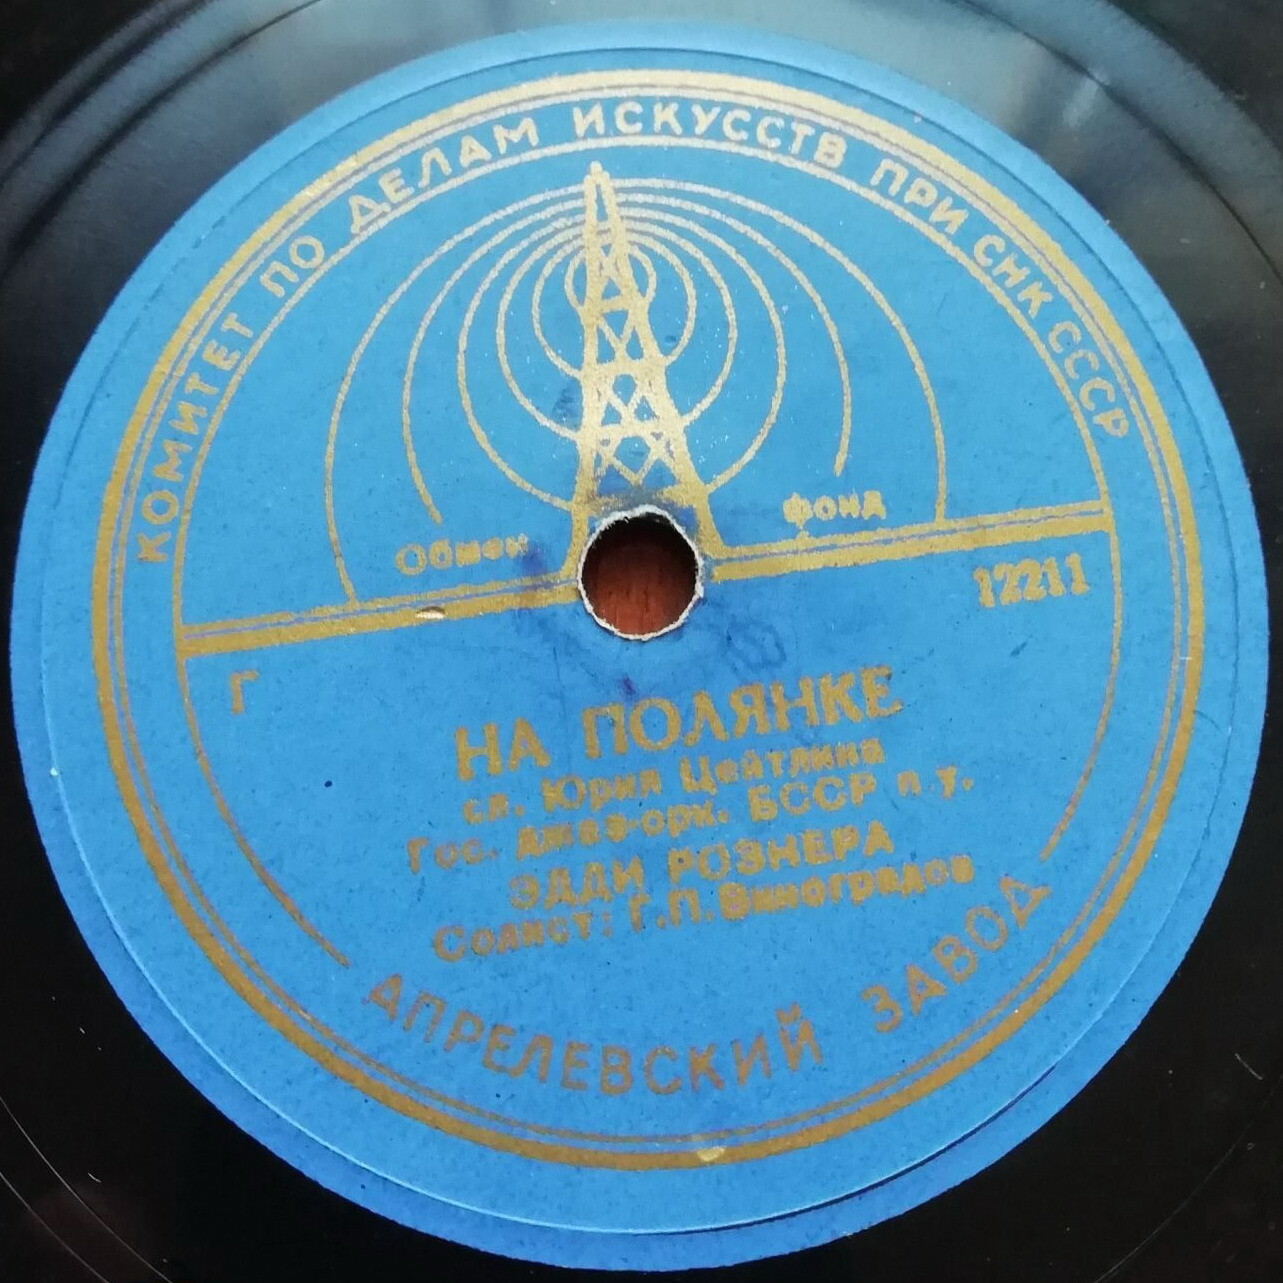 КОМИТЕТ ПО ДЕЛАМ ИСКУССТВ ПРИ СНК СССР
Обмен фонд
12211
Г
НА ПОЛЯНКЕ
сл. Юрия Цейтлина
Гос. джаз-орк. БССР п. у.
ЭДДИ РОЗНЕРА
Солист: Г. П. Виноградов
АПРЕЛЕВСКИЙ ЗАВОД